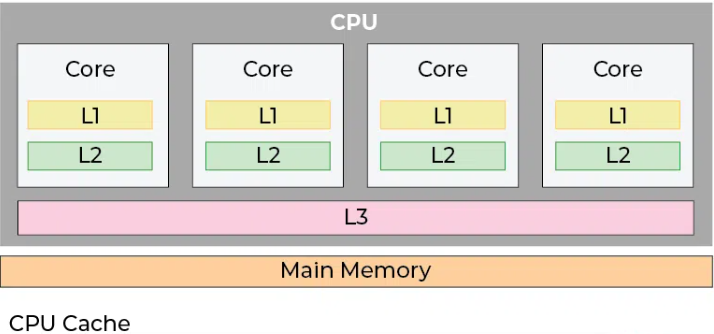 CPU
Core Core Core Core
L1 L1 L1 L1
L2 L2 L2 L2
L3
Main Memory
CPU Cache